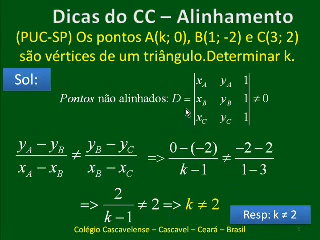 Dicas do CC – Alinhamento
(PUC-SP) Os pontos A(k; 0), B(1; -2) e C(3; 2)
são vértices de um triângulo.Determinar k.
Sol:
Pontos não alinhados: D = | x_A y_A 1 ; x_B y_B 1 ; x_C y_C 1 | ≠ 0
(y_A − y_B)/(x_A − x_B) ≠ (y_B − y_C)/(x_B − x_C) => (0 − (−2))/(k − 1) ≠ (−2 − 2)/(1 − 3)
=> 2/(k − 1) ≠ 2 => k ≠ 2
Resp: k ≠ 2
Colégio Cascavelense – Cascavel – Ceará – Brasil